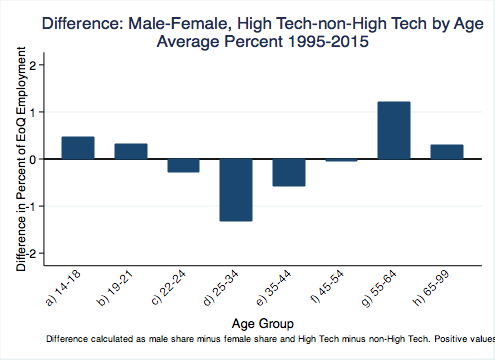 Difference: Male-Female, High Tech-non-High Tech by Age
Average Percent 1995-2015
Difference in Percent of EoQ Employment
2
1
0
-1
-2
a) 14-18
b) 19-21
c) 22-24
d) 25-34
e) 35-44
f) 45-54
g) 55-64
h) 65-99
Age Group
Difference calculated as male share minus female share and High Tech minus non-High Tech. Positive values